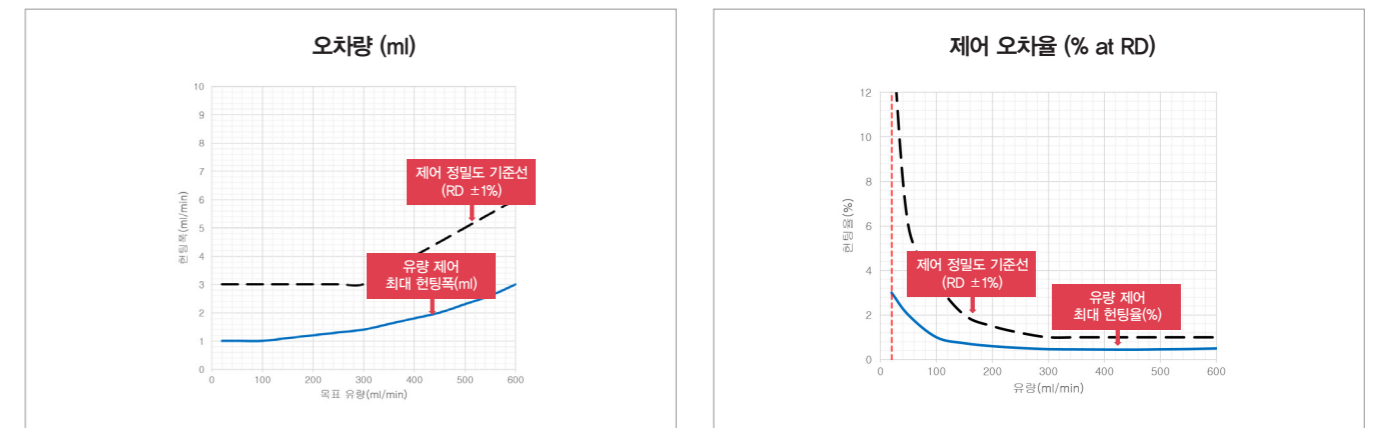 오차량 (ml)
10
9
8
7
6
5
4
3
2
1
0
헌팅폭(ml/min)
제어 정밀도 기준선
(RD ±1%)
유량 제어
최대 헌팅폭(ml)
0 100 200 300 400 500 600
목표 유량(ml/min)
제어 오차율 (% at RD)
12
10
8
6
4
2
0
헌팅율(%)
제어 정밀도 기준선
(RD ±1%)
유량 제어
최대 헌팅율(%)
0 100 200 300 400 500 600
유량(ml/min)